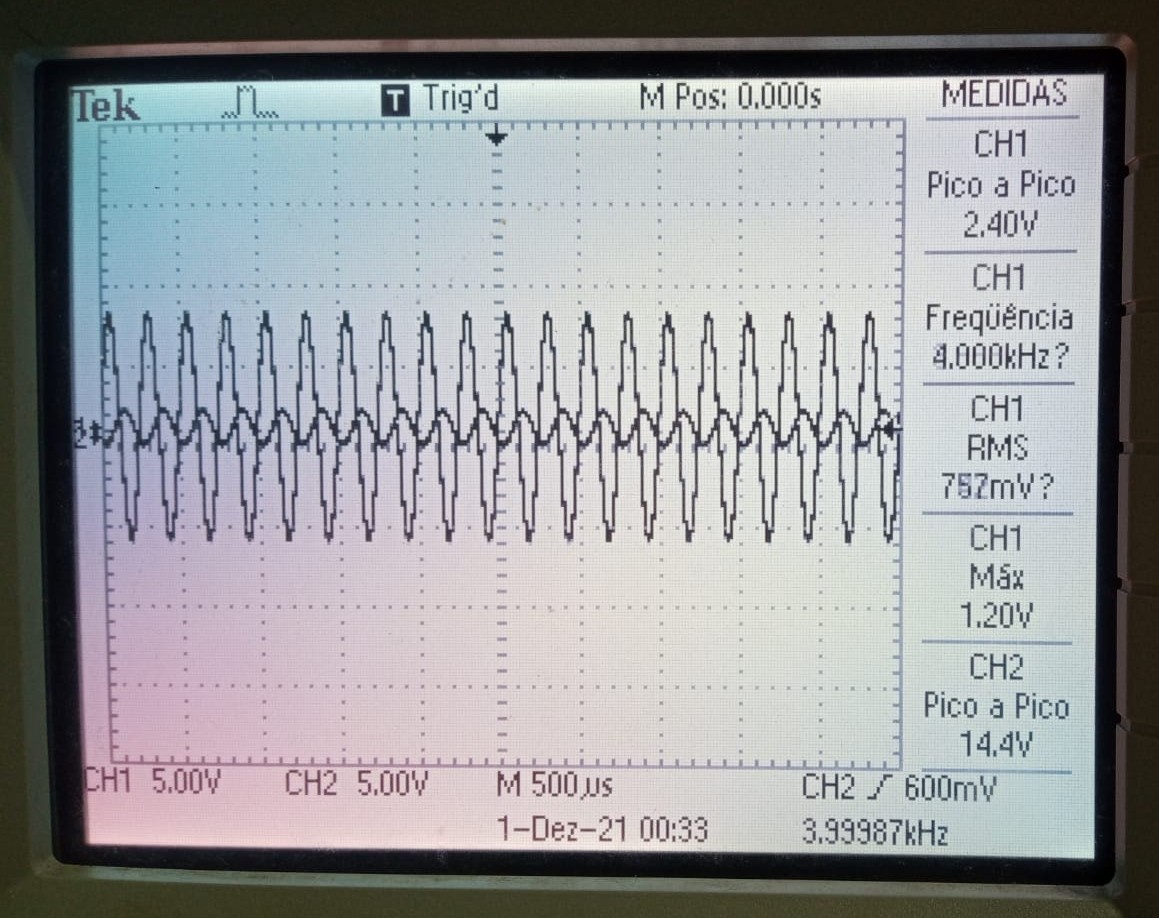 Tek T Trig'd M Pos: 0.000s MEDIDAS
CH1
Pico a Pico
2.40V
CH1
Freqüência
4.000kHz?
CH1
RMS
mV?
CH1
Máx
1.20V
CH2
Pico a Pico
14.4V
2
CH1 5.00V CH2 5.00V M 500µs CH2 600mV
1-Dez-21 00:33 3.99987kHz